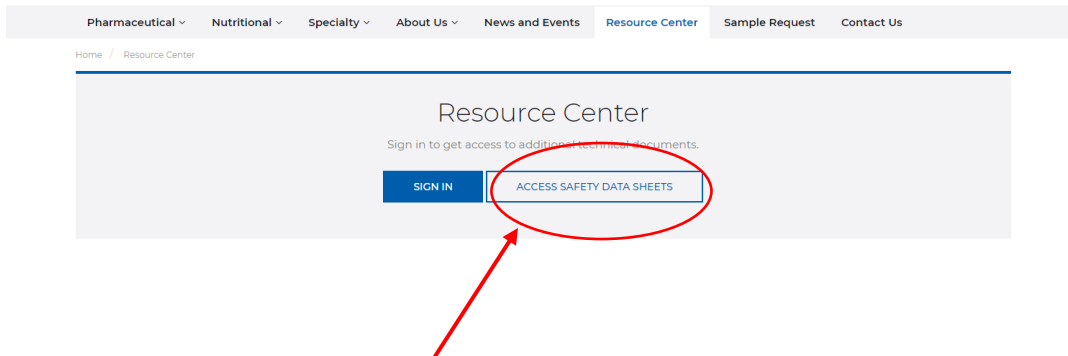 Pharmaceutical Nutritional Specialty About Us News and Events Resource Center Sample Request Contact Us
Home / Resource Center
Resource Center
Sign in to get access to additional technical documents.
SIGN IN ACCESS SAFETY DATA SHEETS